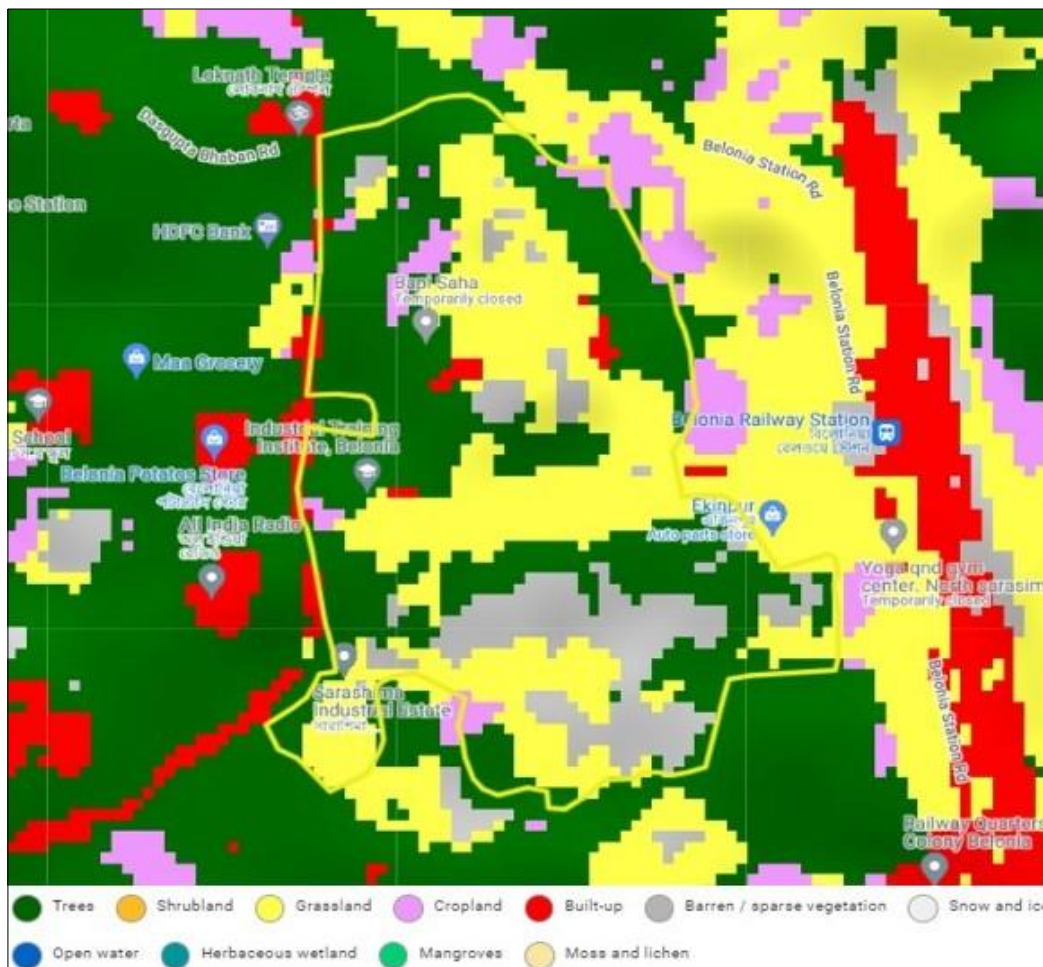 Loknath Temple
Dasgupta Bhaban Rd
Belonia Station Rd
e Station
HDFC Bank
Bapi Saha
Temporarily closed
Belonia Station Rd
Maa Grocery
School
Industrial Training
Institute, Belonia
Belonia Railway Station
বিলোনিয়া
Belonia Potatos Store
Ekinpur
Auto parts store
All India Radio
Yoga qnd gym
center. North sarasim
Temporarily closed
Sarashima
Industrial Estate
Belonia Station Rd
Railway Quarters
Colony Belonia
Trees
Shrubland
Grassland
Cropland
Built-up
Barren / sparse vegetation
Snow and ice
Open water
Herbaceous wetland
Mangroves
Moss and lichen